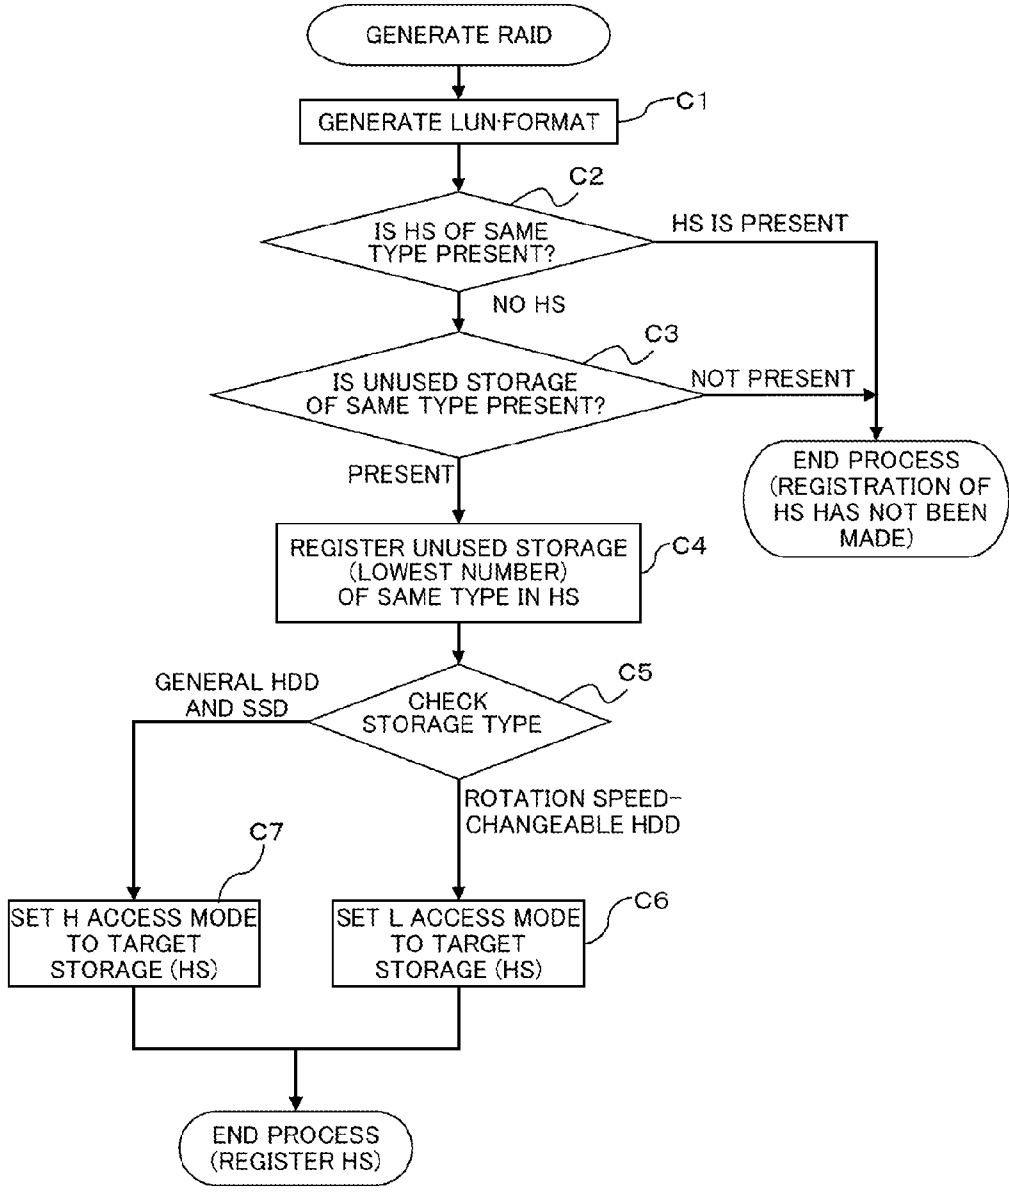 GENERATE RAID
C1
GENERATE LUN·FORMAT
C2
IS HS OF SAME
TYPE PRESENT?
HS IS PRESENT
NO HS
C3
IS UNUSED STORAGE
OF SAME TYPE PRESENT?
NOT PRESENT
PRESENT
END PROCESS
(REGISTRATION OF
HS HAS NOT BEEN
MADE)
REGISTER UNUSED STORAGE
(LOWEST NUMBER)
OF SAME TYPE IN HS
C4
C5
GENERAL HDD
AND SSD
CHECK
STORAGE TYPE
ROTATION SPEED-
CHANGEABLE HDD
C7
SET H ACCESS MODE
TO TARGET
STORAGE (HS)
C6
SET L ACCESS MODE
TO TARGET
STORAGE (HS)
END PROCESS
(REGISTER HS)